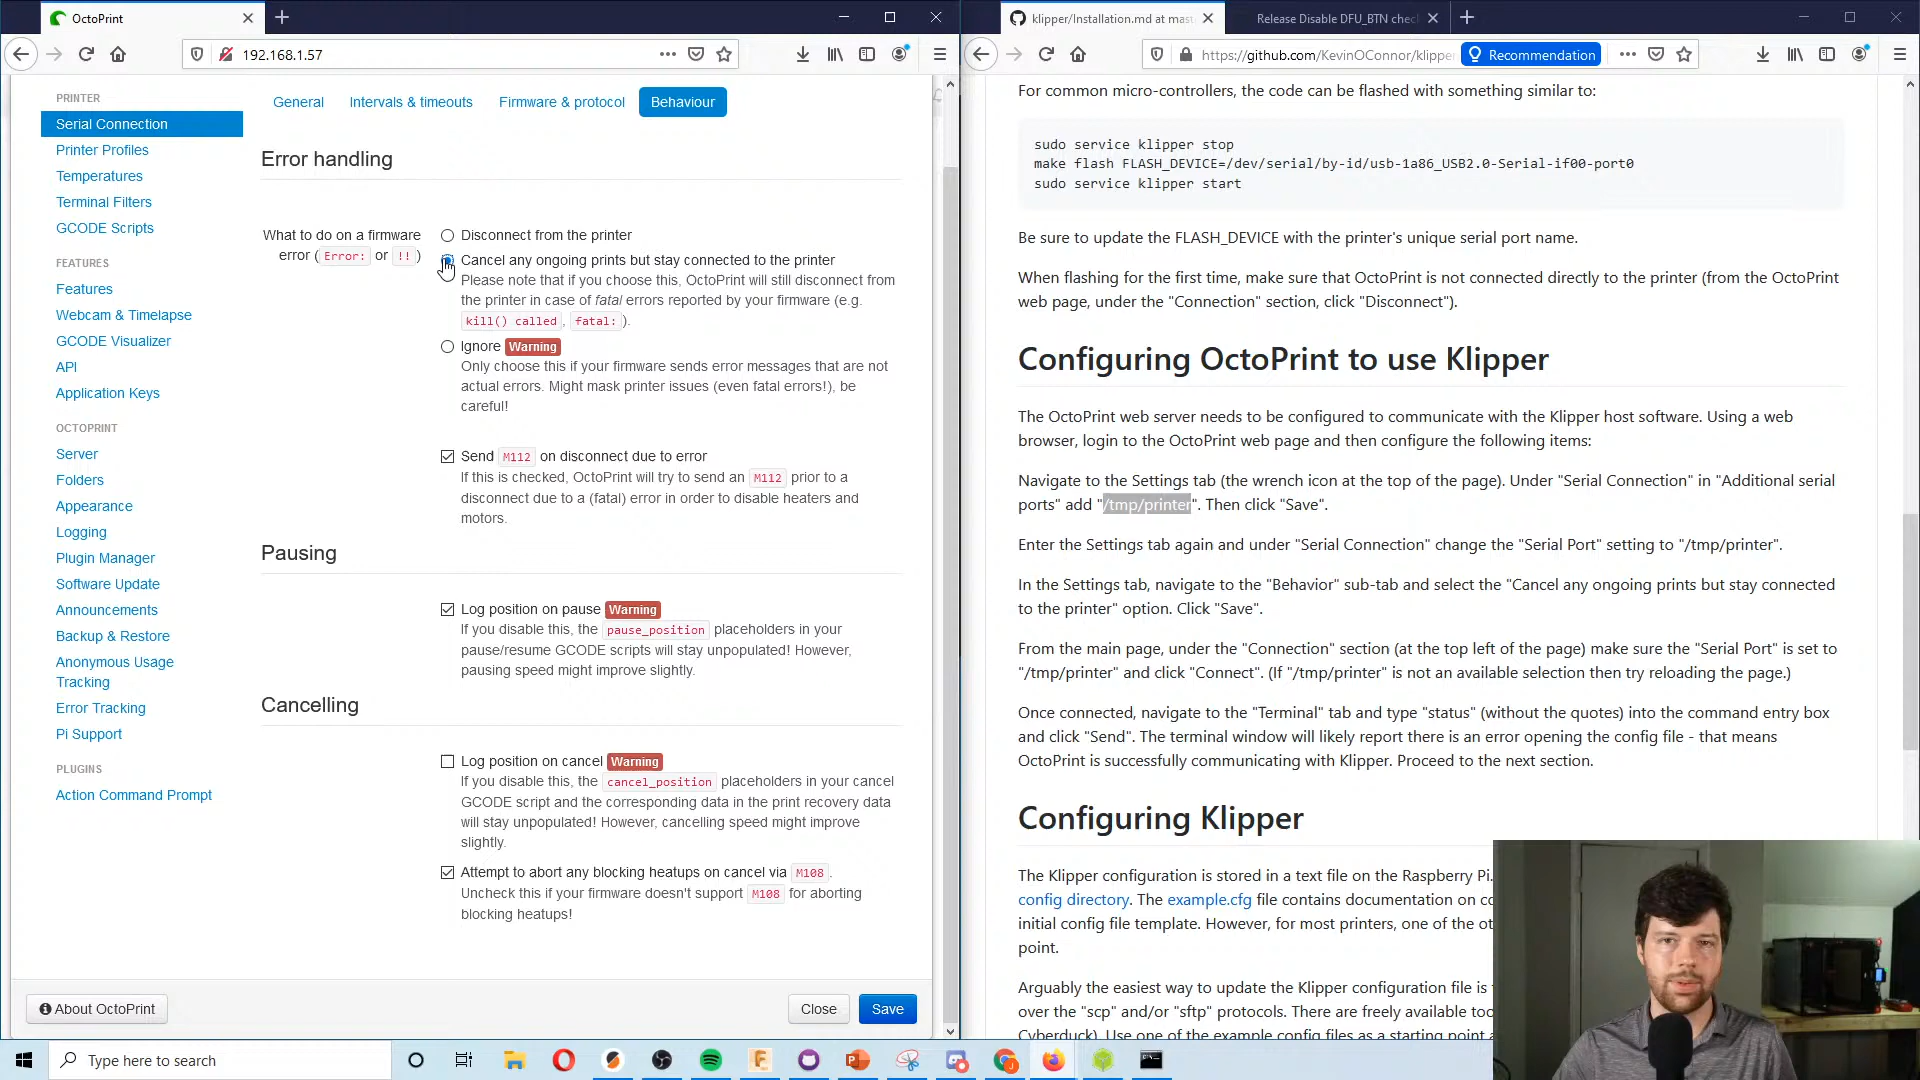 OctoPrint
192.168.1.57
PRINTER
Serial Connection
Printer Profiles
Temperatures
Terminal Filters
GCODE Scripts
FEATURES
Features
Webcam & Timelapse
GCODE Visualizer
API
Application Keys
OCTOPRINT
Server
Folders
Appearance
Logging
Plugin Manager
Software Update
Announcements
Backup & Restore
Anonymous Usage
Tracking
Error Tracking
Pi Support
PLUGINS
Action Command Prompt
General Intervals & timeouts Firmware & protocol Behaviour
Error handling
What to do on a firmware
error ( Error: or !! )
Disconnect from the printer
Cancel any ongoing prints but stay connected to the printer
Please note that if you choose this, OctoPrint will still disconnect from
the printer in case of fatal errors reported by your firmware (e.g.
kill() called , fatal: ).
Ignore Warning
Only choose this if your firmware sends error messages that are not
actual errors. Might mask printer issues (even fatal errors!), be
careful!
Send M112 on disconnect due to error
If this is checked, OctoPrint will try to send an M112 prior to a
disconnect due to a (fatal) error in order to disable heaters and
motors.
Pausing
Log position on pause Warning
If you disable this, the pause_position placeholders in your
pause/resume GCODE scripts will stay unpopulated! However,
pausing speed might improve slightly.
Cancelling
Log position on cancel Warning
If you disable this, the cancel_position placeholders in your cancel
GCODE script and the corresponding data in the print recovery data
will stay unpopulated! However, cancelling speed might improve
slightly.
Attempt to abort any blocking heatups on cancel via M108 .
Uncheck this if your firmware doesn't support M108 for aborting
blocking heatups!
About OctoPrint
Close Save
klipper/Installation.md at mas
Release Disable DFU_BTN chec
https://github.com/KevinOConnor/klipper
Recommendation
For common micro-controllers, the code can be flashed with something similar to:
sudo service klipper stop
make flash FLASH_DEVICE=/dev/serial/by-id/usb-1a86_USB2.0-Serial-if00-port0
sudo service klipper start
Be sure to update the FLASH_DEVICE with the printer's unique serial port name.
When flashing for the first time, make sure that OctoPrint is not connected directly to the printer (from the OctoPrint
web page, under the "Connection" section, click "Disconnect").
Configuring OctoPrint to use Klipper
The OctoPrint web server needs to be configured to communicate with the Klipper host software. Using a web
browser, login to the OctoPrint web page and then configure the following items:
Navigate to the Settings tab (the wrench icon at the top of the page). Under "Serial Connection" in "Additional serial
ports" add "/tmp/printer". Then click "Save".
Enter the Settings tab again and under "Serial Connection" change the "Serial Port" setting to "/tmp/printer".
In the Settings tab, navigate to the "Behavior" sub-tab and select the "Cancel any ongoing prints but stay connected
to the printer" option. Click "Save".
From the main page, under the "Connection" section (at the top left of the page) make sure the "Serial Port" is set to
"/tmp/printer" and click "Connect". (If "/tmp/printer" is not an available selection then try reloading the page.)
Once connected, navigate to the "Terminal" tab and type "status" (without the quotes) into the command entry box
and click "Send". The terminal window will likely report there is an error opening the config file - that means
OctoPrint is successfully communicating with Klipper. Proceed to the next section.
Configuring Klipper
The Klipper configuration is stored in a text file on the Raspberry Pi.
config directory. The example.cfg file contains documentation on co
initial config file template. However, for most printers, one of the ot
point.
Arguably the easiest way to update the Klipper configuration file is
over the "scp" and/or "sftp" protocols. There are freely available too
Cyberduck). Use one of the example config files as a starting point a
Type here to search